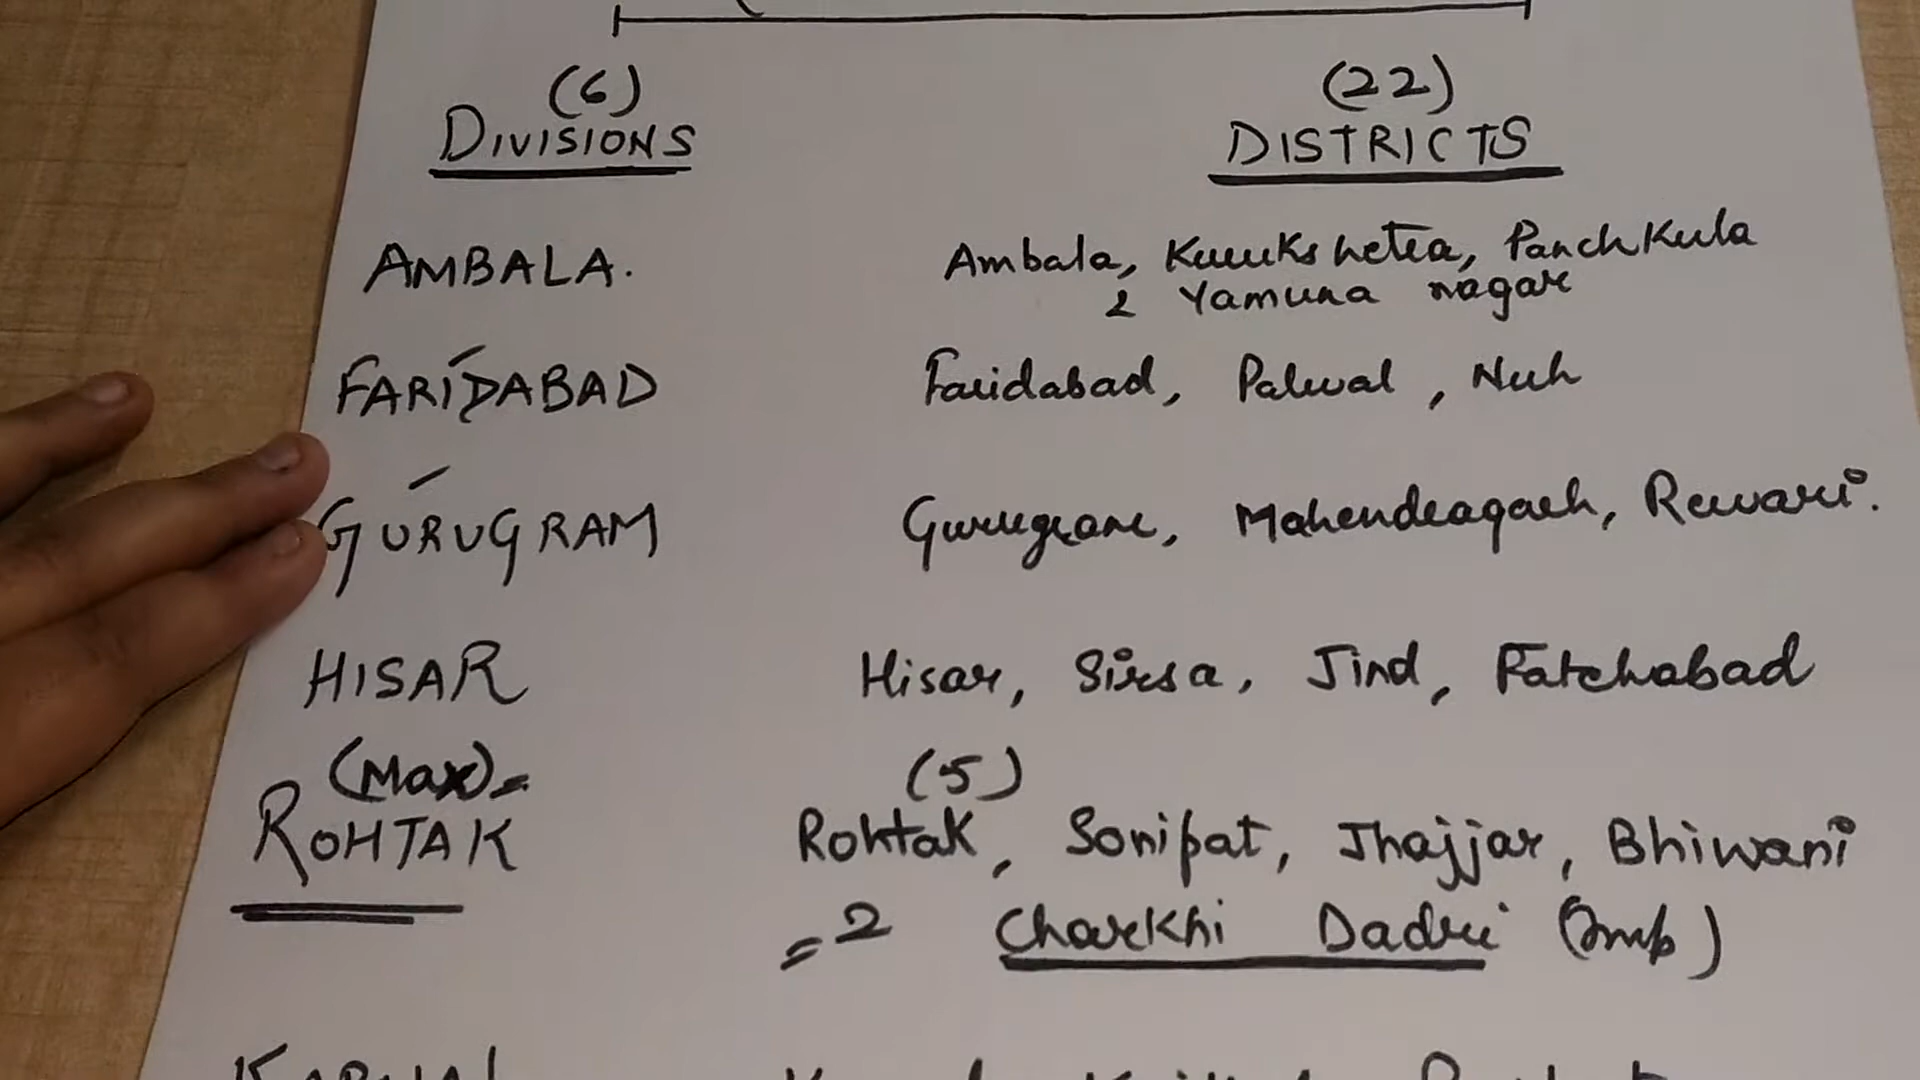 (6) (22)
DIVISIONS DISTRICTS
AMBALA. Ambala, Kurukshetra, Panchkula
& Yamuna nagar
FARIDABAD Faridabad, Palwal, Nuh
GURUGRAM Gurugram, Mahendragarh, Rewari.
HISAR Hisar, Sirsa, Jind, Fatehabad
(Max) (5)
ROHTAK Rohtak, Sonipat, Jhajjar, Bhiwani
& Charkhi Dadri (Imp)